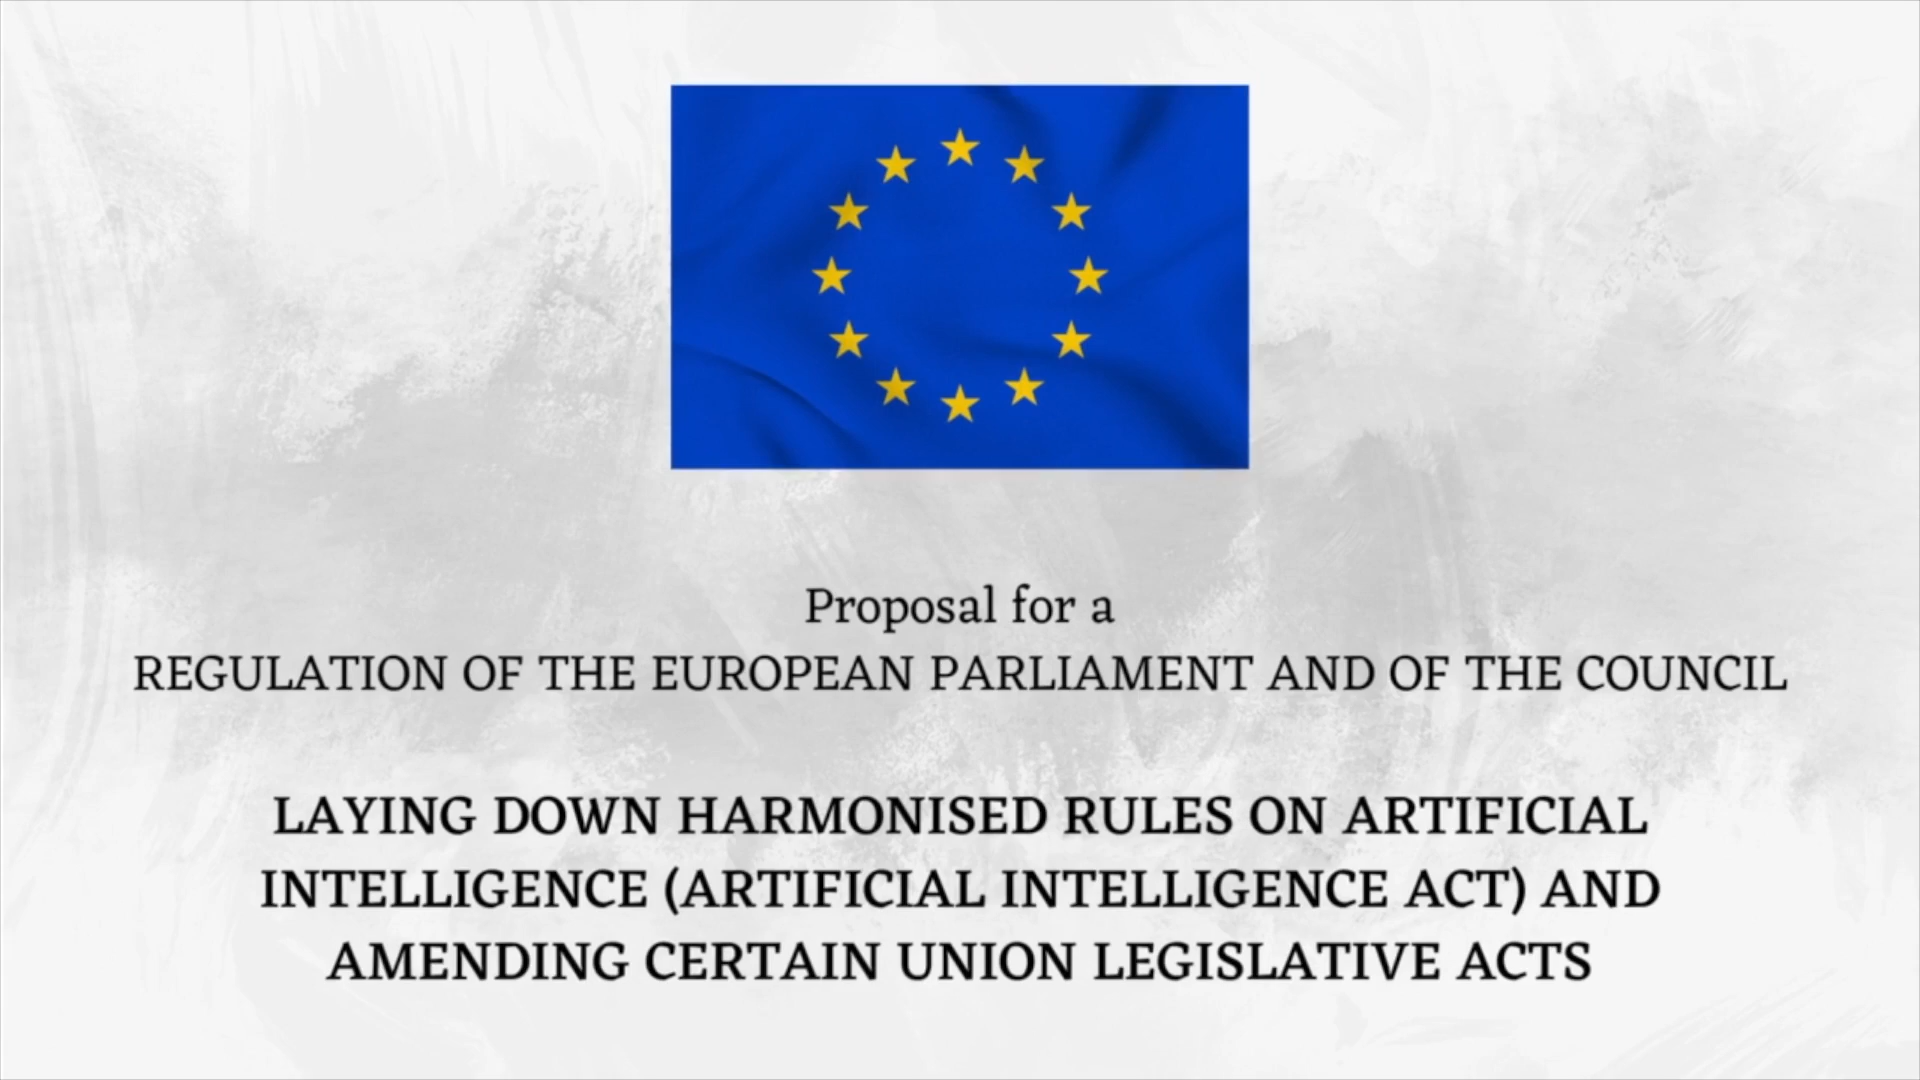 Proposal for a
REGULATION OF THE EUROPEAN PARLIAMENT AND OF THE COUNCIL
LAYING DOWN HARMONISED RULES ON ARTIFICIAL
INTELLIGENCE (ARTIFICIAL INTELLIGENCE ACT) AND
AMENDING CERTAIN UNION LEGISLATIVE ACTS